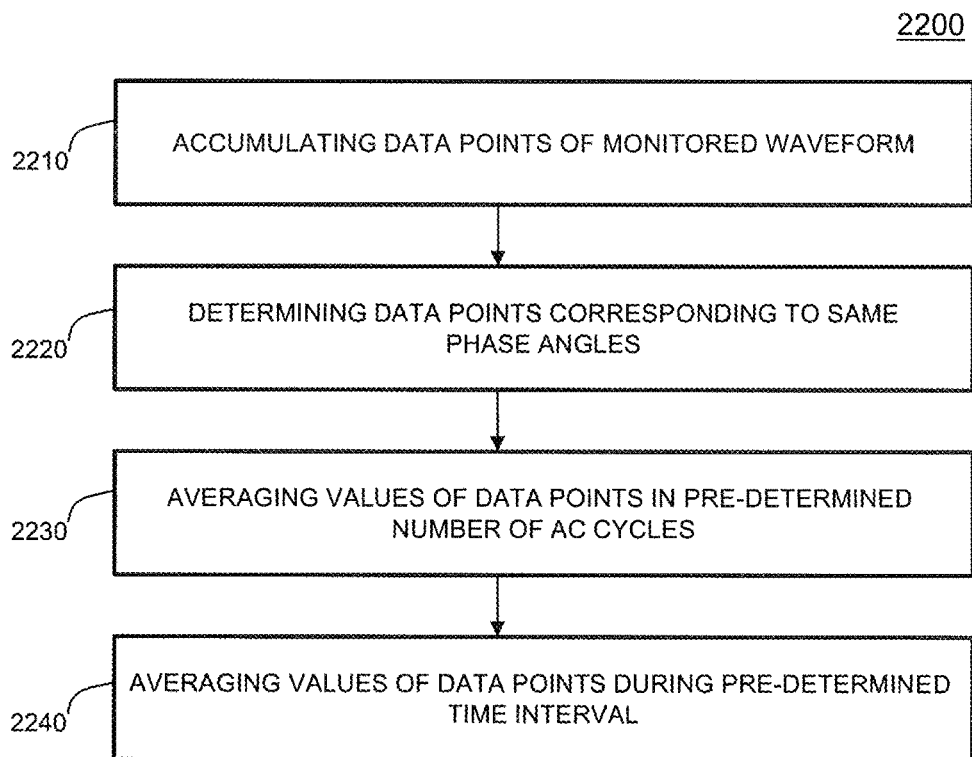 2200
2210
ACCUMULATING DATA POINTS OF MONITORED WAVEFORM
2220
DETERMINING DATA POINTS CORRESPONDING TO SAME
PHASE ANGLES
2230
AVERAGING VALUES OF DATA POINTS IN PRE-DETERMINED
NUMBER OF AC CYCLES
2240
AVERAGING VALUES OF DATA POINTS DURING PRE-DETERMINED
TIME INTERVAL